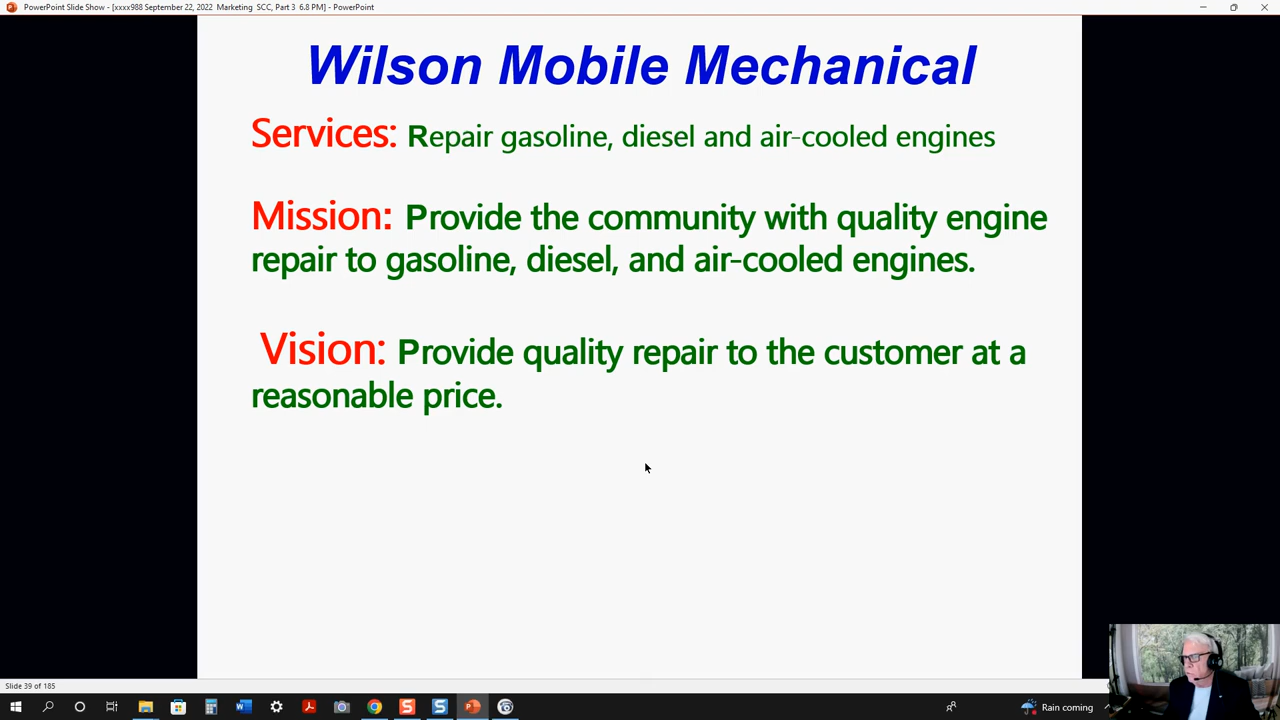 PowerPoint Slide Show - [xxxx988 September 22, 2022 Marketing SCC, Part 3 6.8 PM] - PowerPoint
Wilson Mobile Mechanical
Services: Repair gasoline, diesel and air-cooled engines
Mission: Provide the community with quality engine
repair to gasoline, diesel, and air-cooled engines.
Vision: Provide quality repair to the customer at a
reasonable price.
Slide 39 of 185
Rain coming